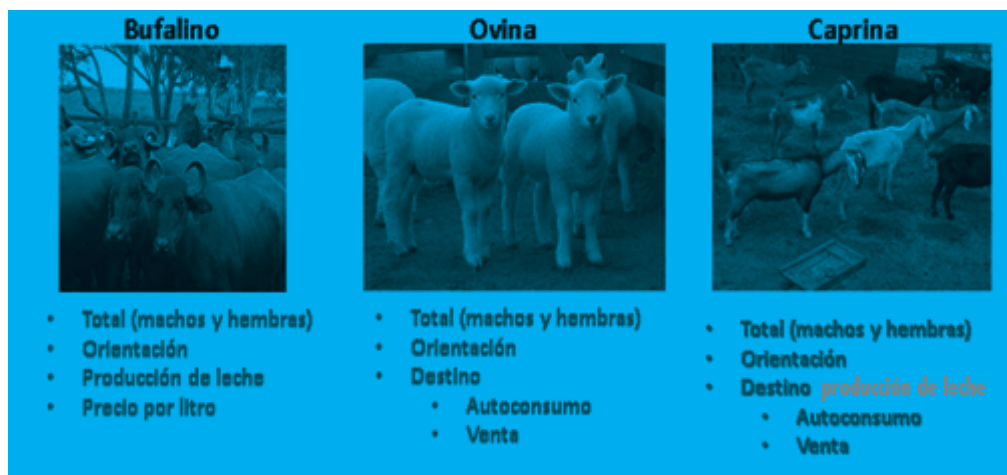 Bufalino
• Total (machos y hembras)
• Orientación
• Producción de leche
• Precio por litro
Ovina
• Total (machos y hembras)
• Orientación
• Destino
• Autoconsumo
• Venta
Caprina
• Total (machos y hembras)
• Orientación
• Destino producción de leche
• Autoconsumo
• Venta